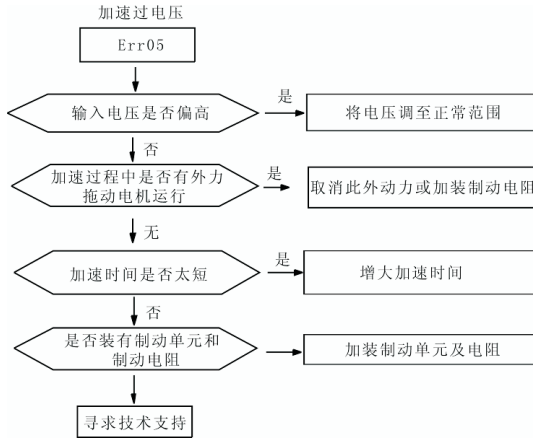 加速过电压
Err05
输入电压是否偏高
是
将电压调至正常范围
否
加速过程中是否有外力
拖动电机运行
是
取消此外动力或加装制动电阻
无
加速时间是否太短
是
增大加速时间
否
是否装有制动单元和
制动电阻
加装制动单元及电阻
寻求技术支持